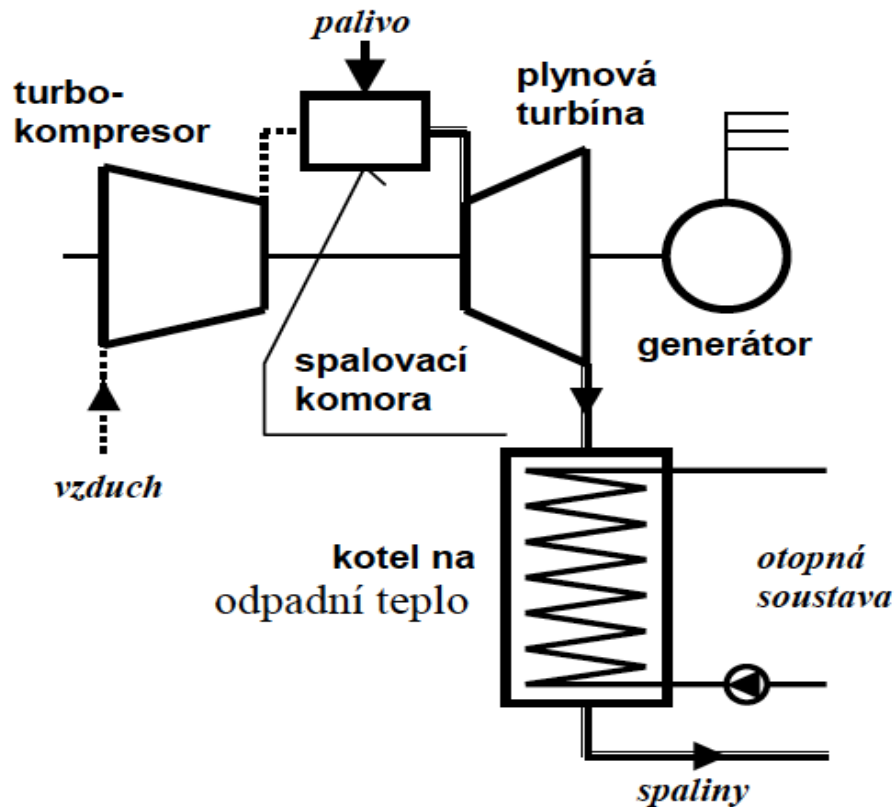 palivo
turbo-
kompresor
plynová
turbína
spalovací
komora
generátor
vzduch
kotel na
odpadní teplo
otopná
soustava
spaliny